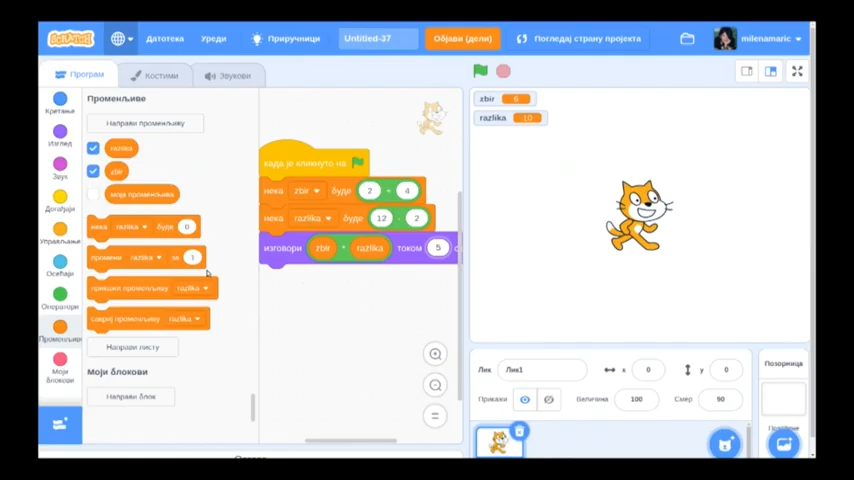 SCRATCH Датотека Уреди Приручници Untitled-37 Објави (дели) Погледај страну пројекта milenamaric
Програм Костими Звукови
Кретање
Изглед
Звук
Догађаји
Управљање
Осећаји
Оператори
Променљиве
Моји блокови
Променљиве
Направи променљиву
razlika
zbir
моја променљива
нека razlika буде 0
промени razlika за 1
прикажи променљиву razlika
сакриј променљиву razlika
Направи листу
Моји блокови
Направи блок
када је кликнуто на
нека zbir буде 2 + 4
нека razlika буде 12 - 2
изговори zbir * razlika током 5
zbir 6
razlika 10
Лик Лик1 x 0 y 0
Прикажи Величина 100 Смер 90
Позорница